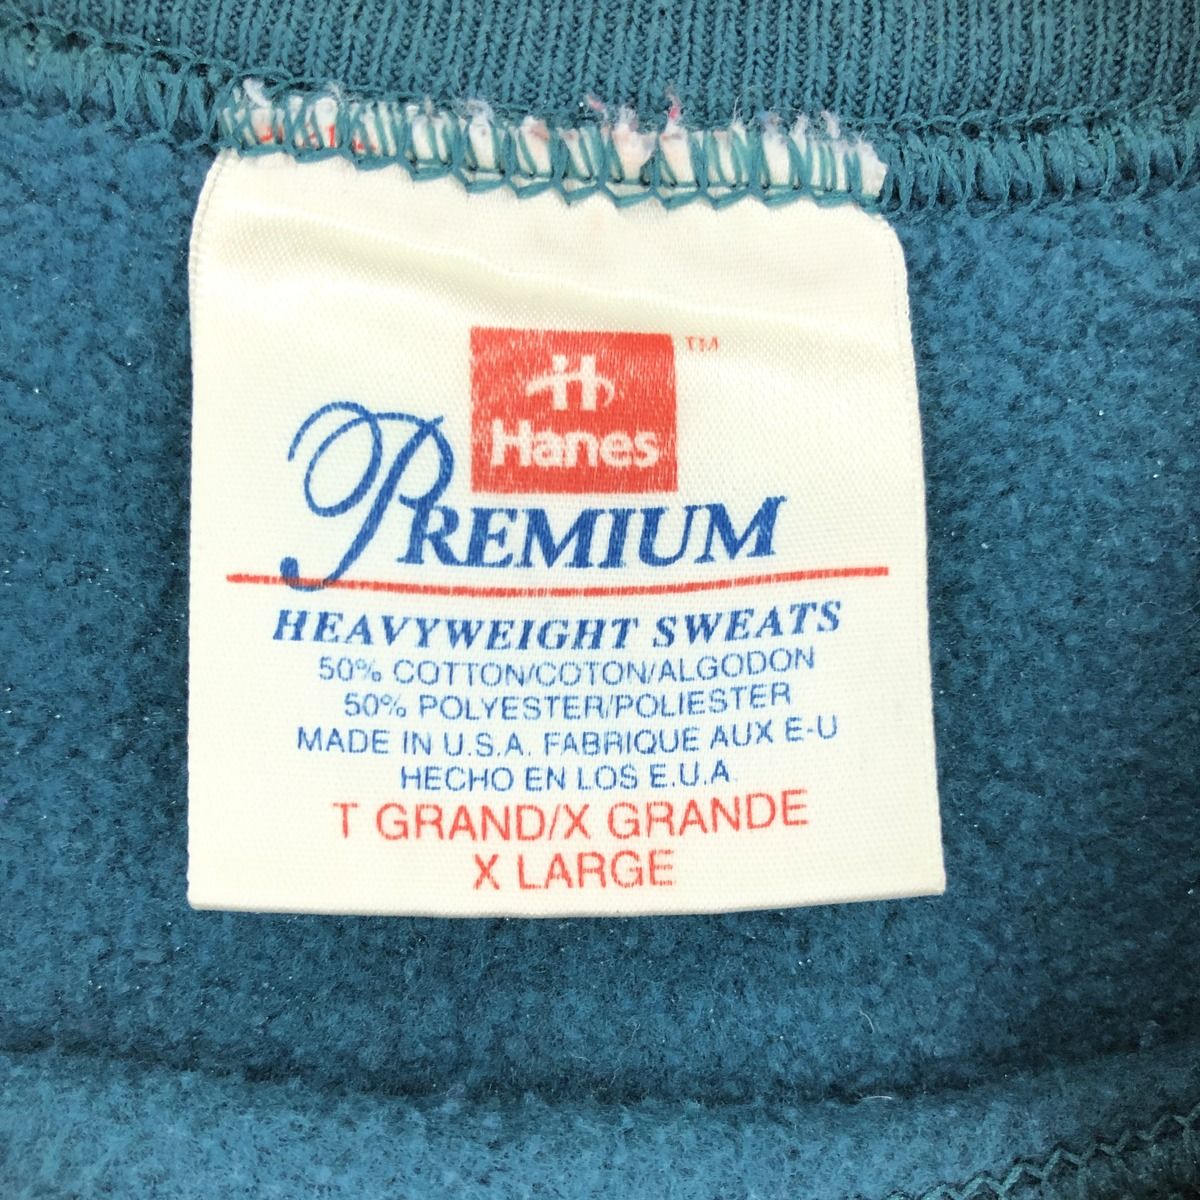 ™
Hanes
PREMIUM
HEAVYWEIGHT SWEATS
50% COTTON/COTON/ALGODON
50% POLYESTER/POLIESTER
MADE IN U.S.A. FABRIQUE AUX E-U
HECHO EN LOS E.U.A
T GRAND/X GRANDE
X LARGE